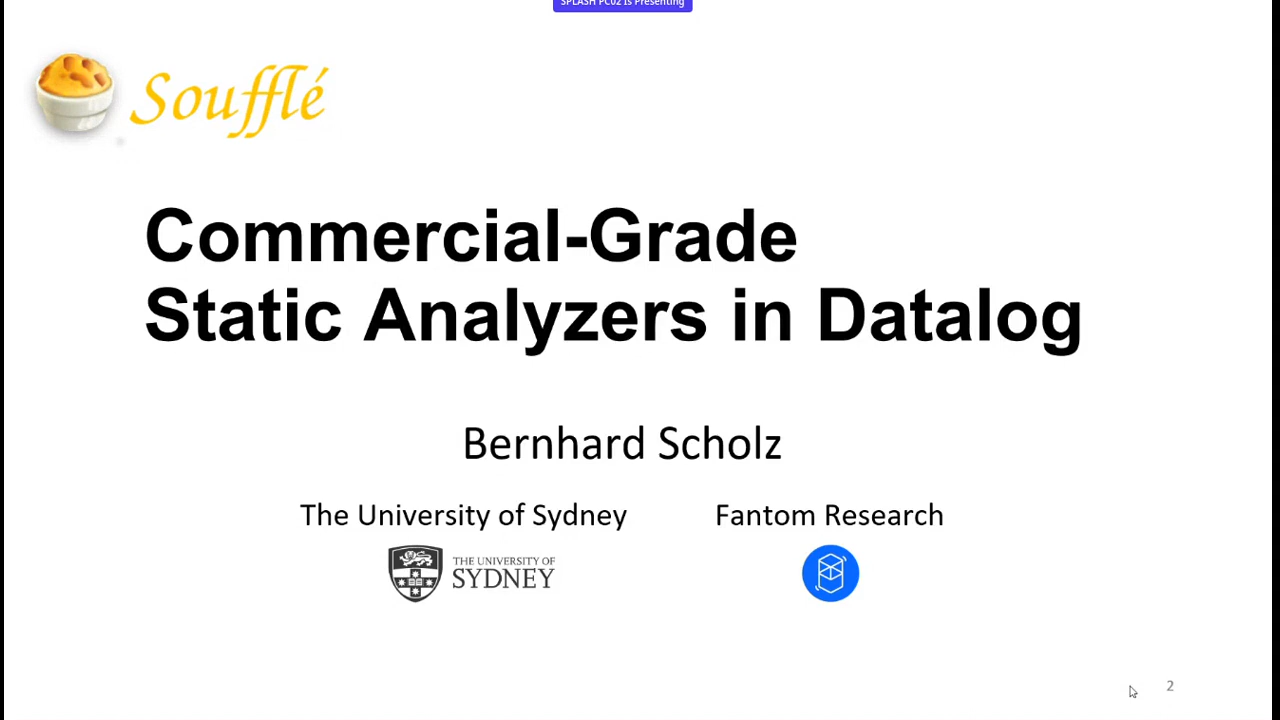 SPLASH PC02 Is Presenting
Soufflé
Commercial-Grade
Static Analyzers in Datalog
Bernhard Scholz
The University of Sydney
Fantom Research
THE UNIVERSITY OF
SYDNEY
2